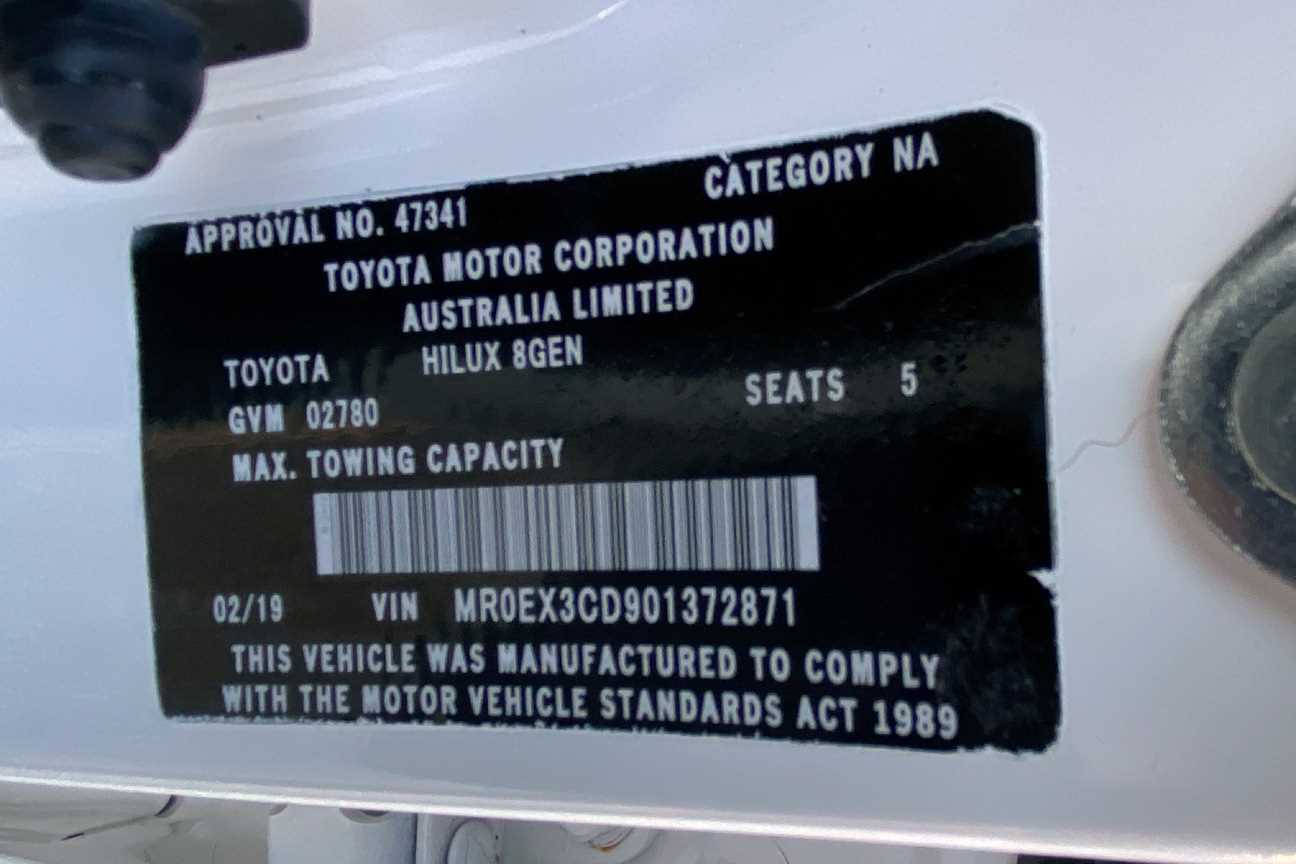 APPROVAL NO. 47341 CATEGORY NA
TOYOTA MOTOR CORPORATION
AUSTRALIA LIMITED
TOYOTA HILUX 8GEN
GVM 02780 SEATS 5
MAX. TOWING CAPACITY
02/19 VIN MR0EX3CD901372871
THIS VEHICLE WAS MANUFACTURED TO COMPLY
WITH THE MOTOR VEHICLE STANDARDS ACT 1989